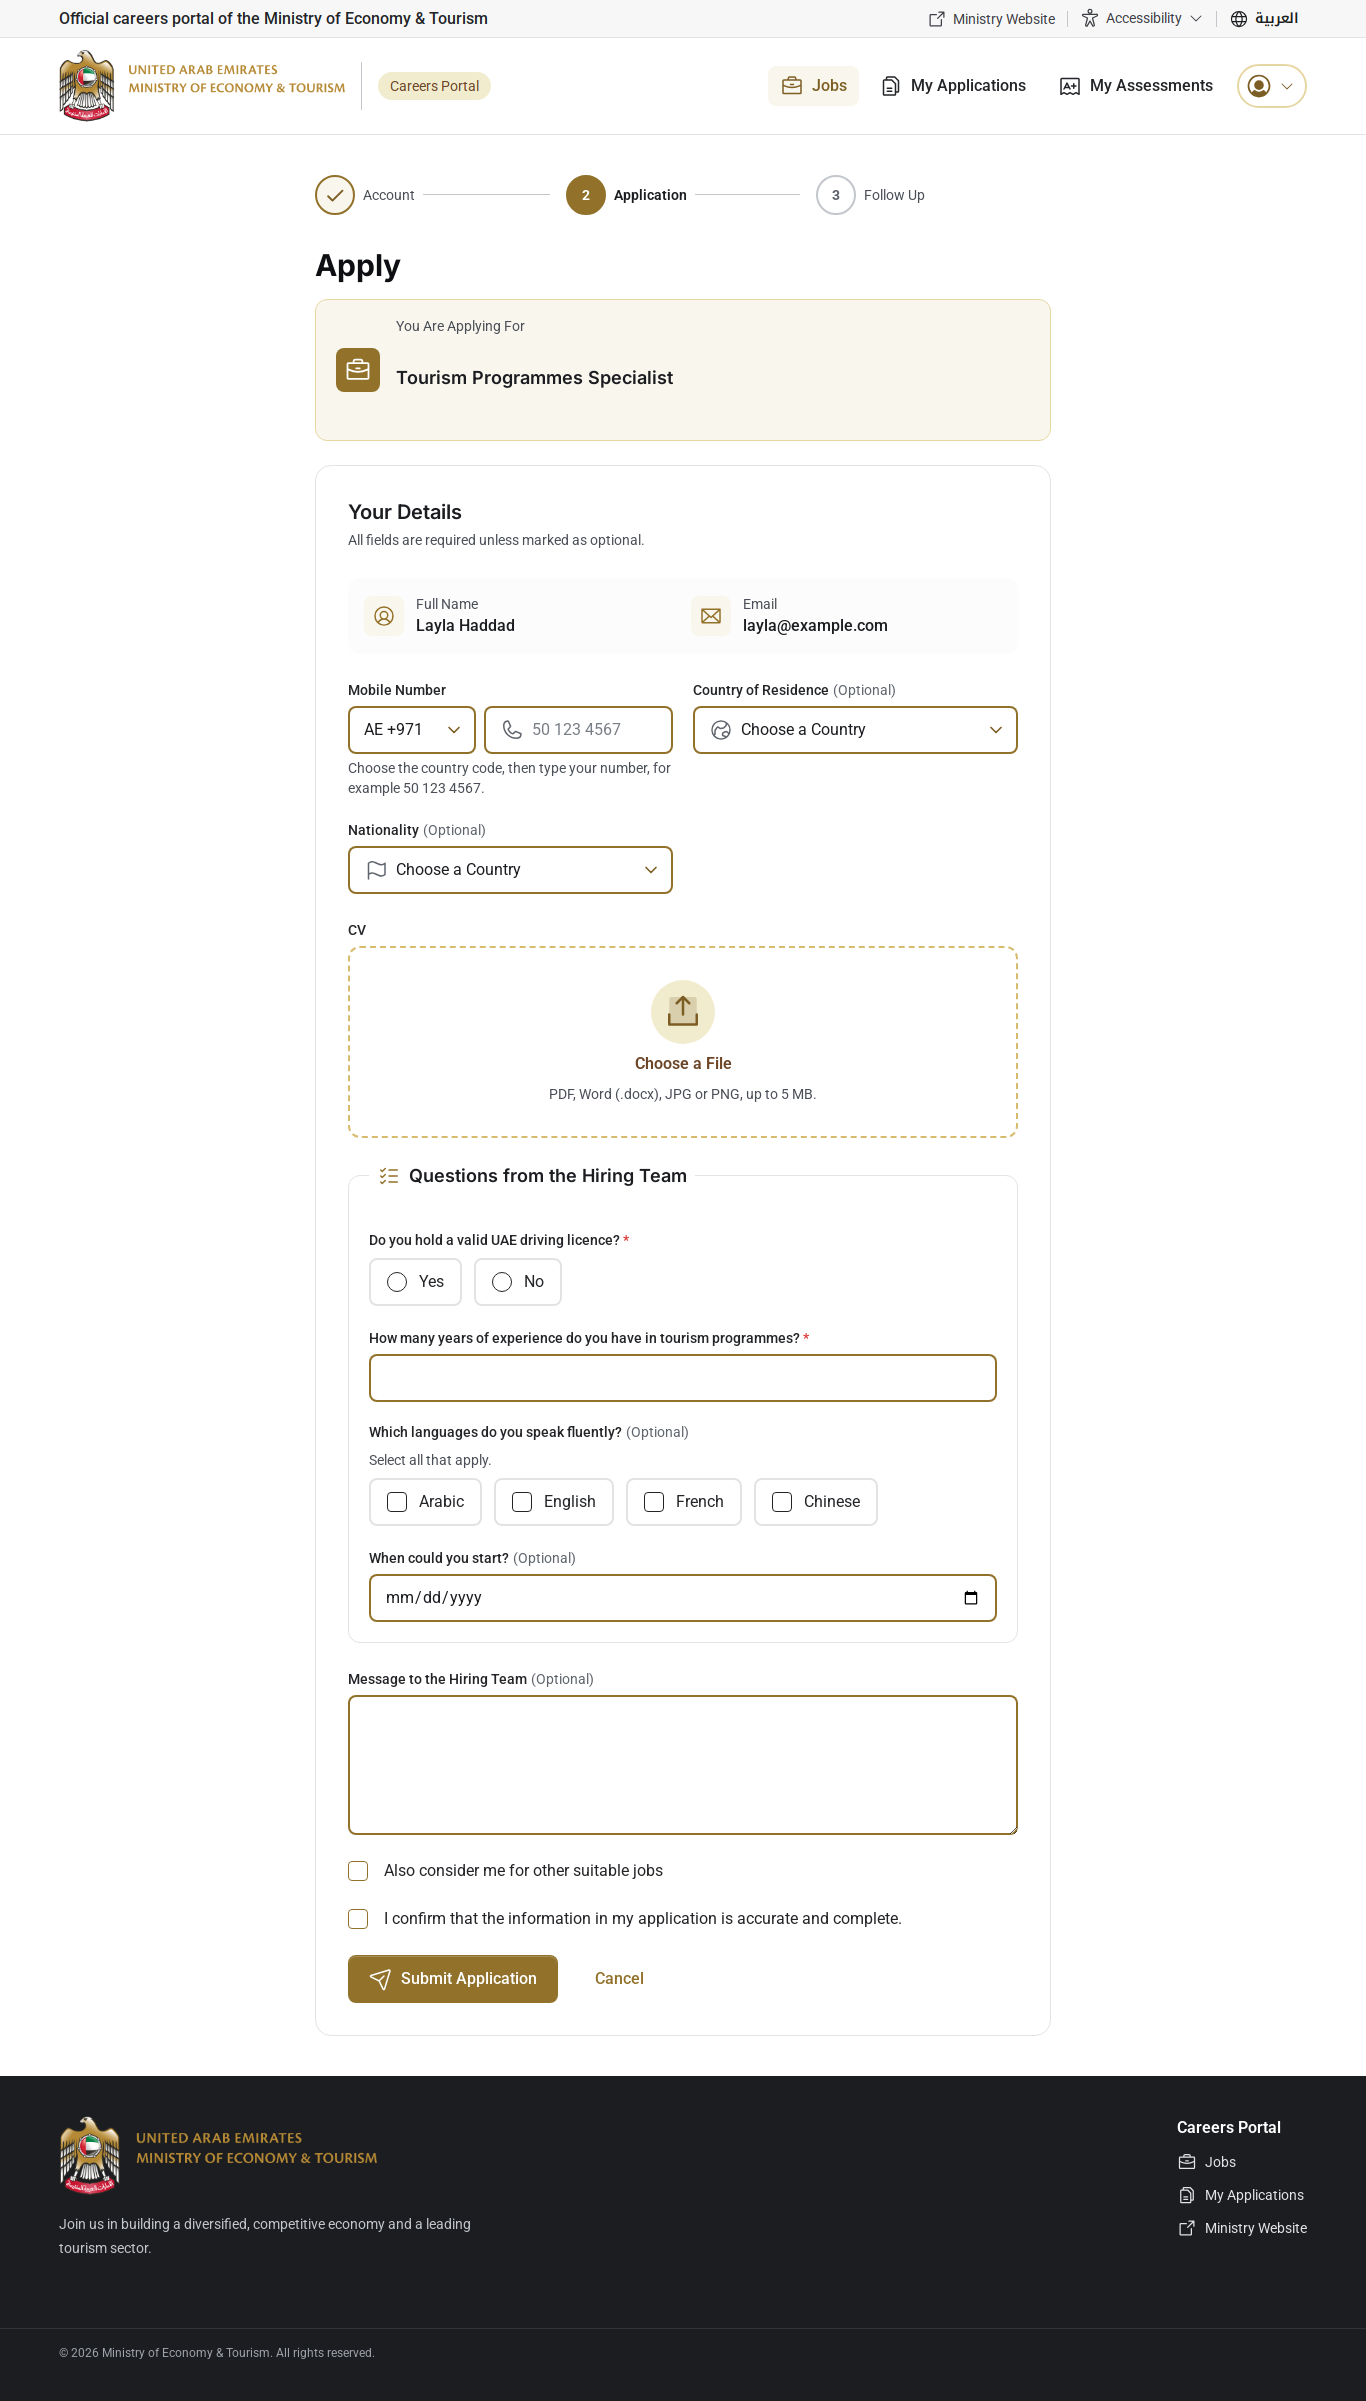 Official careers portal of the Ministry of Economy & Tourism
Ministry Website
Accessibility
العربية
UNITED ARAB EMIRATES
MINISTRY OF ECONOMY & TOURISM
Careers Portal
Jobs
My Applications
My Assessments
Account
2
Application
3
Follow Up
Apply
You Are Applying For
Tourism Programmes Specialist
Your Details
All fields are required unless marked as optional.
Full Name
Layla Haddad
Email
layla@example.com
Mobile Number
Country of Residence (Optional)
AE +971
50 123 4567
Choose a Country
Choose the country code, then type your number, for
example 50 123 4567.
Nationality (Optional)
Choose a Country
CV
Choose a File
PDF, Word (.docx), JPG or PNG, up to 5 MB.
Questions from the Hiring Team
Do you hold a valid UAE driving licence? *
Yes
No
How many years of experience do you have in tourism programmes? *
Which languages do you speak fluently? (Optional)
Select all that apply.
Arabic
English
French
Chinese
When could you start? (Optional)
mm/dd/yyyy
Message to the Hiring Team (Optional)
Also consider me for other suitable jobs
I confirm that the information in my application is accurate and complete.
Submit Application
Cancel
UNITED ARAB EMIRATES
MINISTRY OF ECONOMY & TOURISM
Join us in building a diversified, competitive economy and a leading
tourism sector.
Careers Portal
Jobs
My Applications
Ministry Website
© 2026 Ministry of Economy & Tourism. All rights reserved.